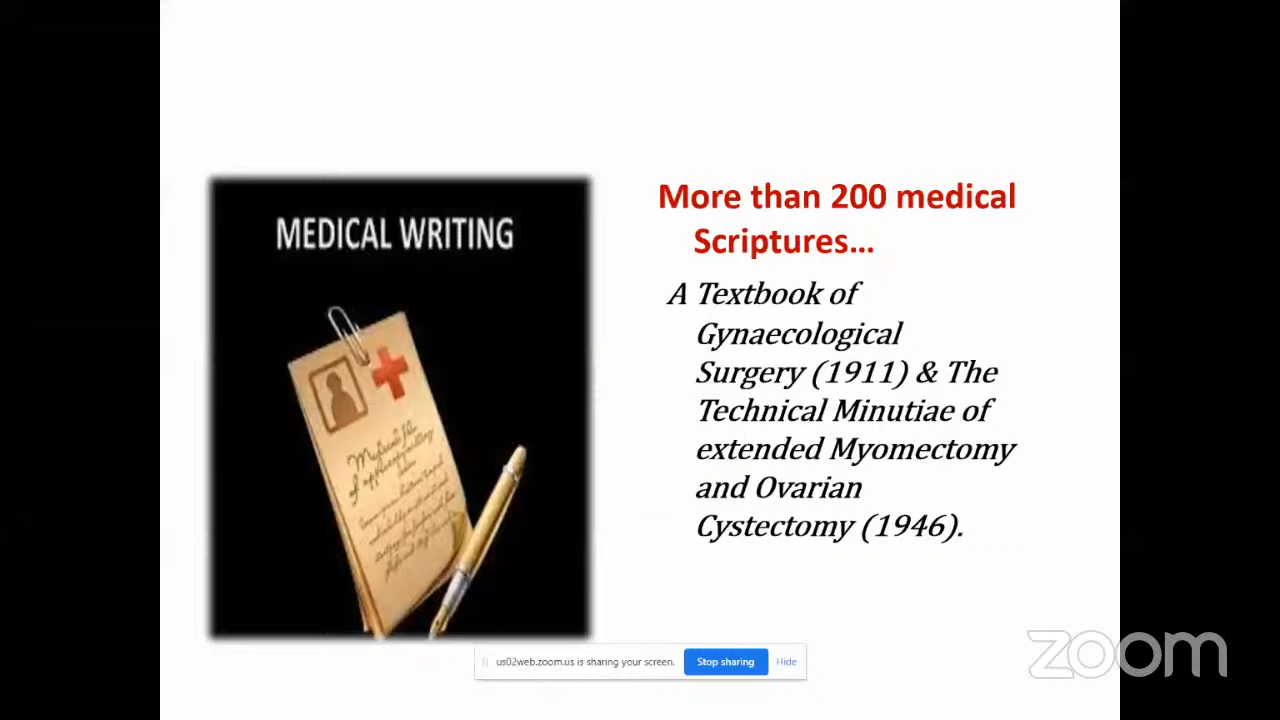 MEDICAL WRITING
More than 200 medical
Scriptures...
A Textbook of
Gynaecological
Surgery (1911) & The
Technical Minutiae of
extended Myomectomy
and Ovarian
Cystectomy (1946).
us02web.zoom.us is sharing your screen.
Stop sharing
Hide
zoom